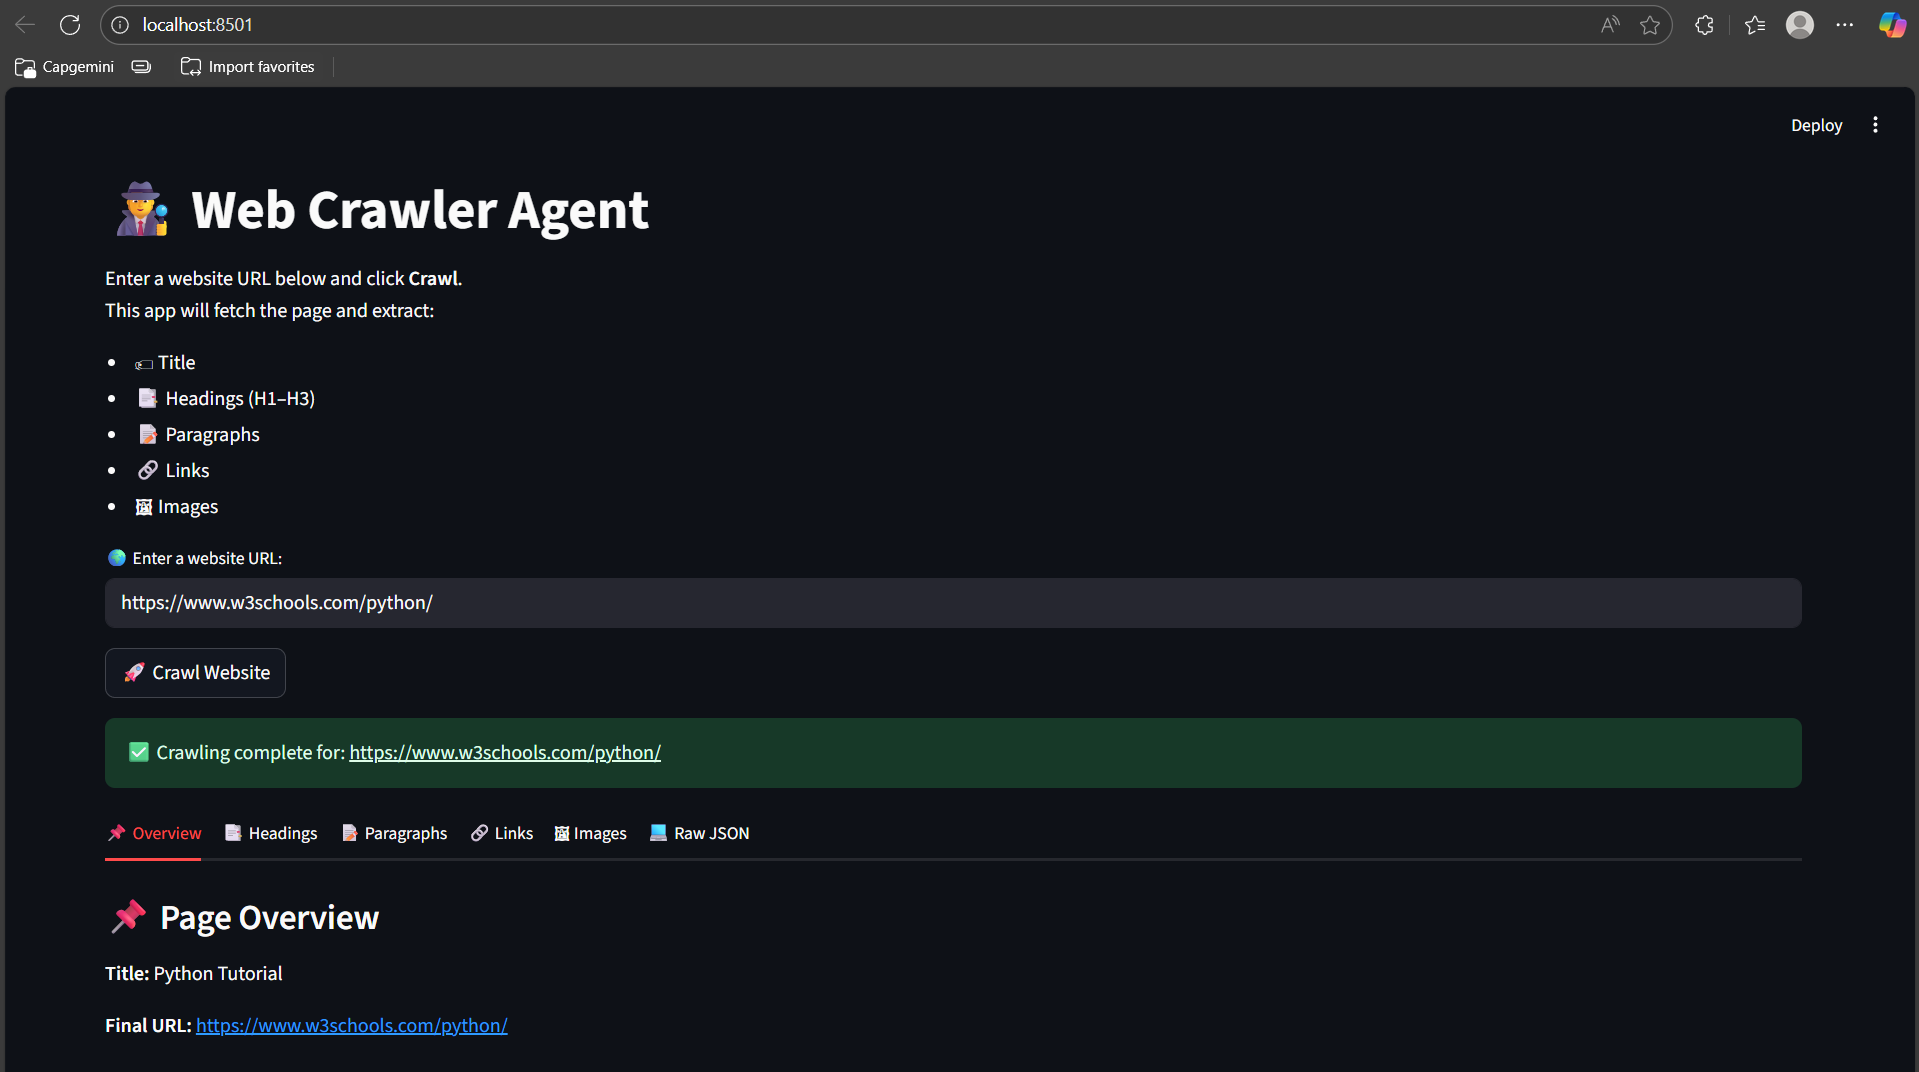 localhost:8501
Capgemini
Import favorites
Deploy
Web Crawler Agent
Enter a website URL below and click Crawl.
This app will fetch the page and extract:
Title
Headings (H1–H3)
Paragraphs
Links
Images
Enter a website URL:
https://www.w3schools.com/python/
Crawl Website
Crawling complete for: https://www.w3schools.com/python/
Overview Headings Paragraphs Links Images Raw JSON
Page Overview
Title: Python Tutorial
Final URL: https://www.w3schools.com/python/